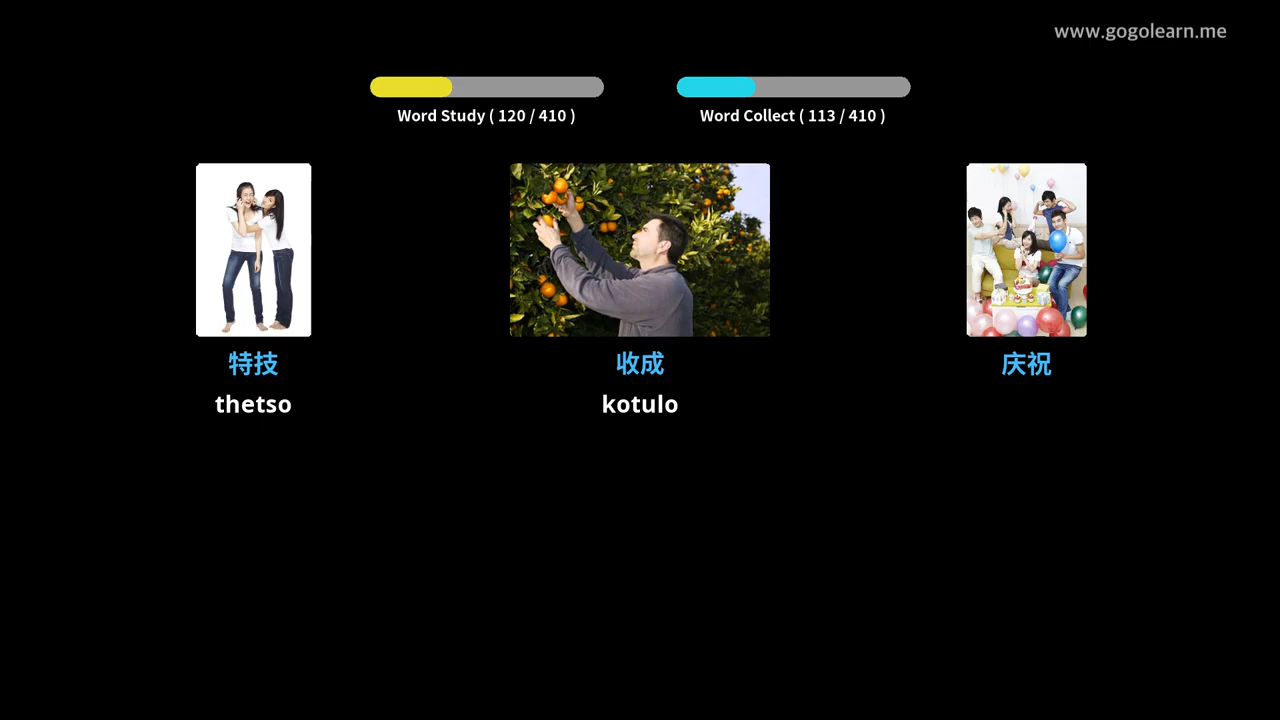 www.gogolearn.me
Word Study ( 120 / 410 )
Word Collect ( 113 / 410 )
特技
收成
庆祝
thetso
kotulo